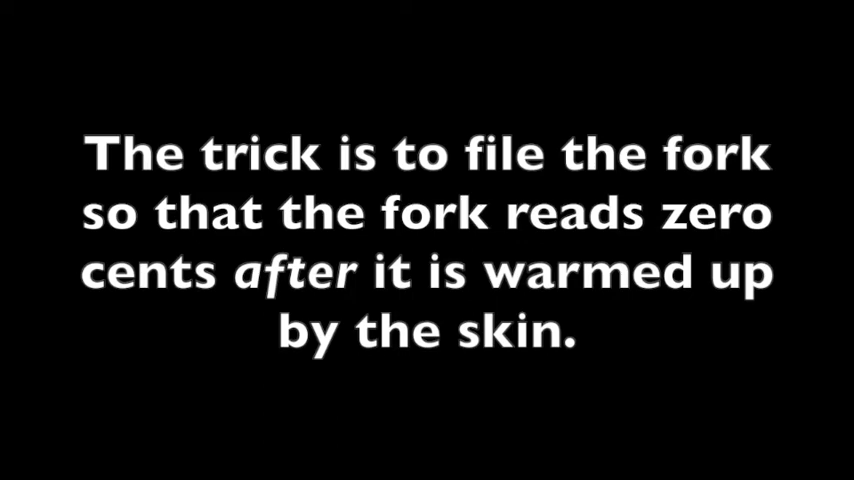 The trick is to file the fork
so that the fork reads zero
cents after it is warmed up
by the skin.